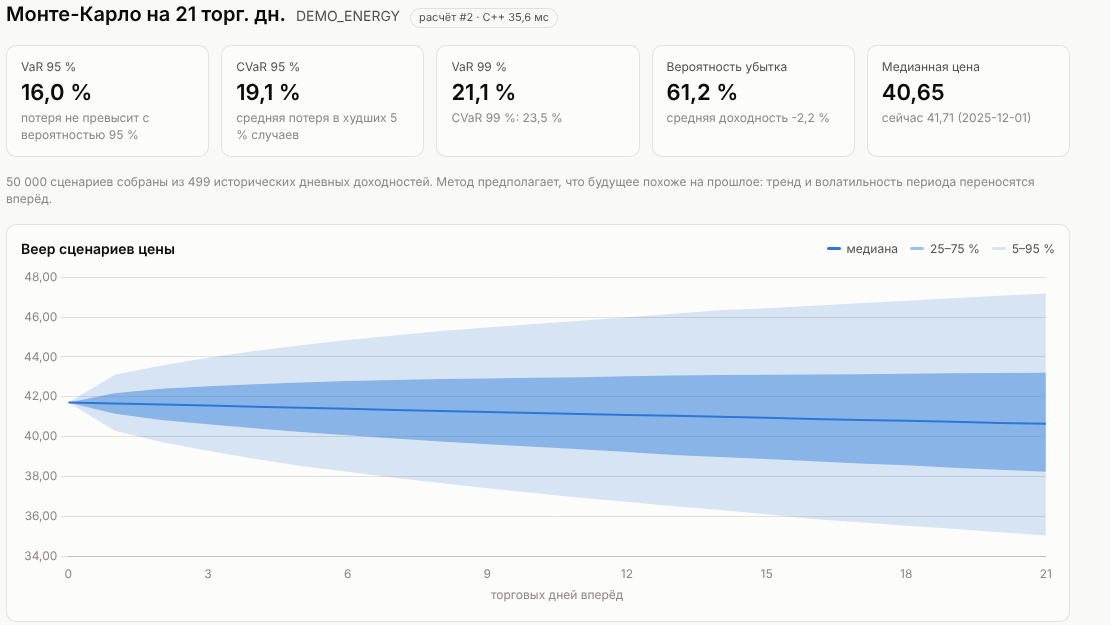 Монте-Карло на 21 торг. дн. DEMO_ENERGY расчёт #2 · C++ 35,6 мс
VaR 95 %
16,0 %
потеря не превысит с
вероятностью 95 %
CVaR 95 %
19,1 %
средняя потеря в худших 5
% случаев
VaR 99 %
21,1 %
CVaR 99 %: 23,5 %
Вероятность убытка
61,2 %
средняя доходность -2,2 %
Медианная цена
40,65
сейчас 41,71 (2025-12-01)
50 000 сценариев собраны из 499 исторических дневных доходностей. Метод предполагает, что будущее похоже на прошлое: тренд и волатильность периода переносятся
вперёд.
Веер сценариев цены
медиана 25–75 % 5–95 %
48,00
46,00
44,00
42,00
40,00
38,00
36,00
34,00
0 3 6 9 12 15 18 21
торговых дней вперёд